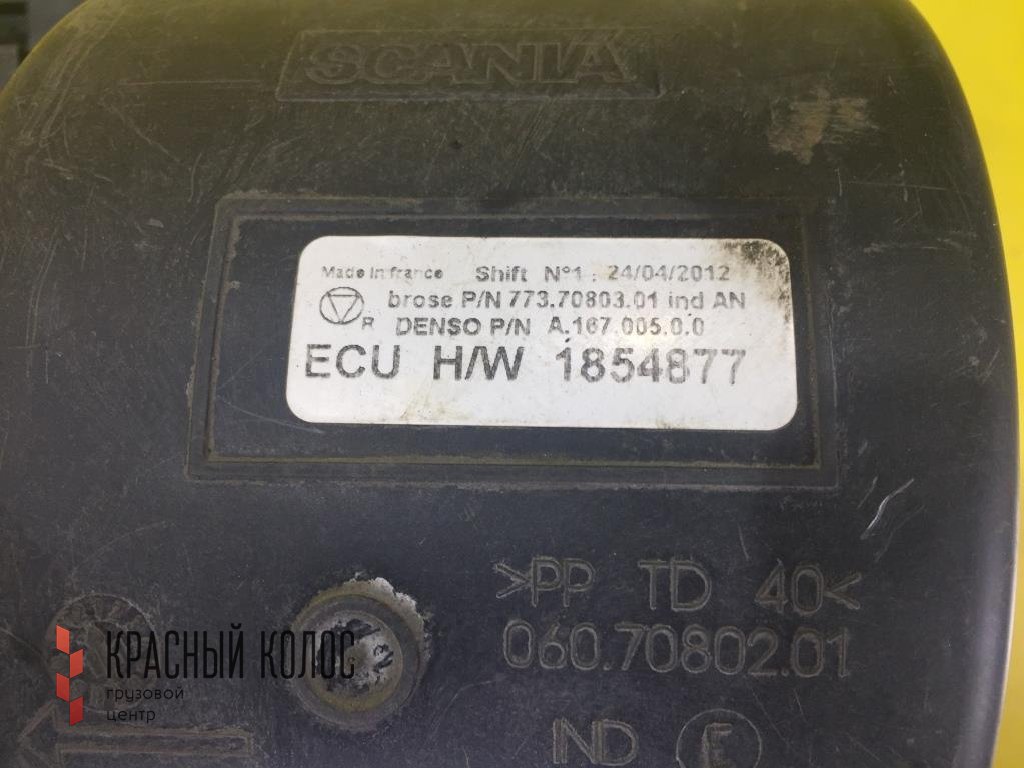 SCANIA
Made In france Shift N°1 : 24/04/2012
brose P/N 773.70803.01 ind AN
R DENSO P/N A.167.005.0.0
ECU H/W 1854877
>PP TD 40<
060.70802.01
IND E
КРАСНЫЙ КОЛОС
грузовой
центр